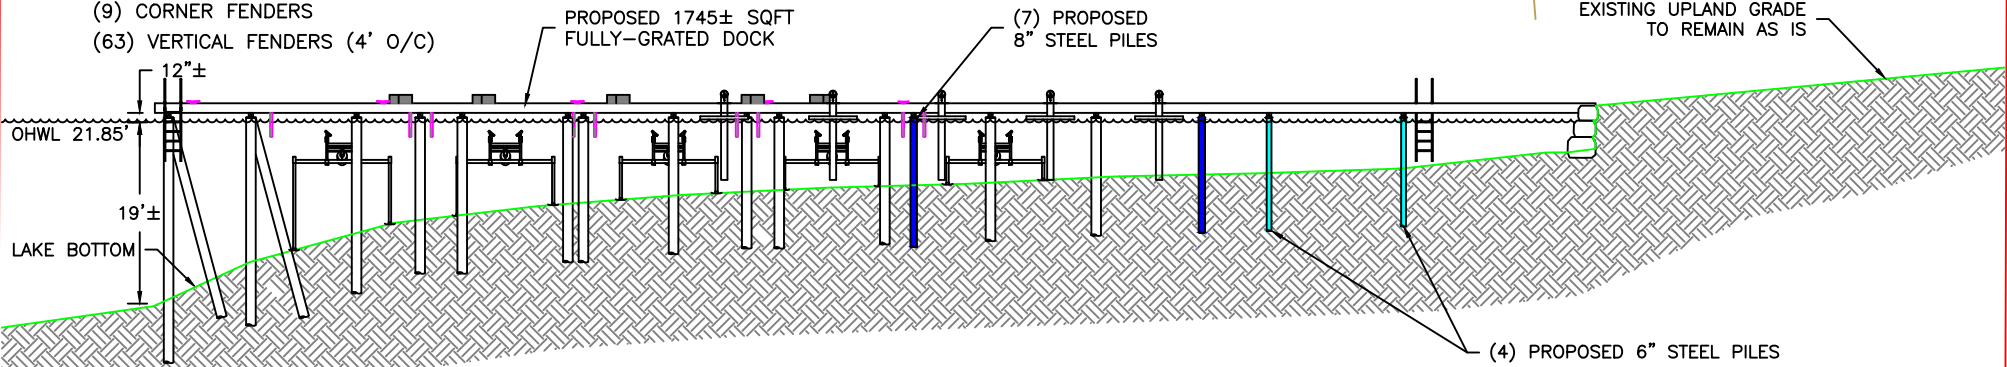 (9) CORNER FENDERS
(63) VERTICAL FENDERS (4' O/C)
PROPOSED 1745± SQFT
FULLY-GRATED DOCK
(7) PROPOSED
8" STEEL PILES
EXISTING UPLAND GRADE
TO REMAIN AS IS
12"±
OHWL 21.85'
19'±
LAKE BOTTOM
(4) PROPOSED 6" STEEL PILES